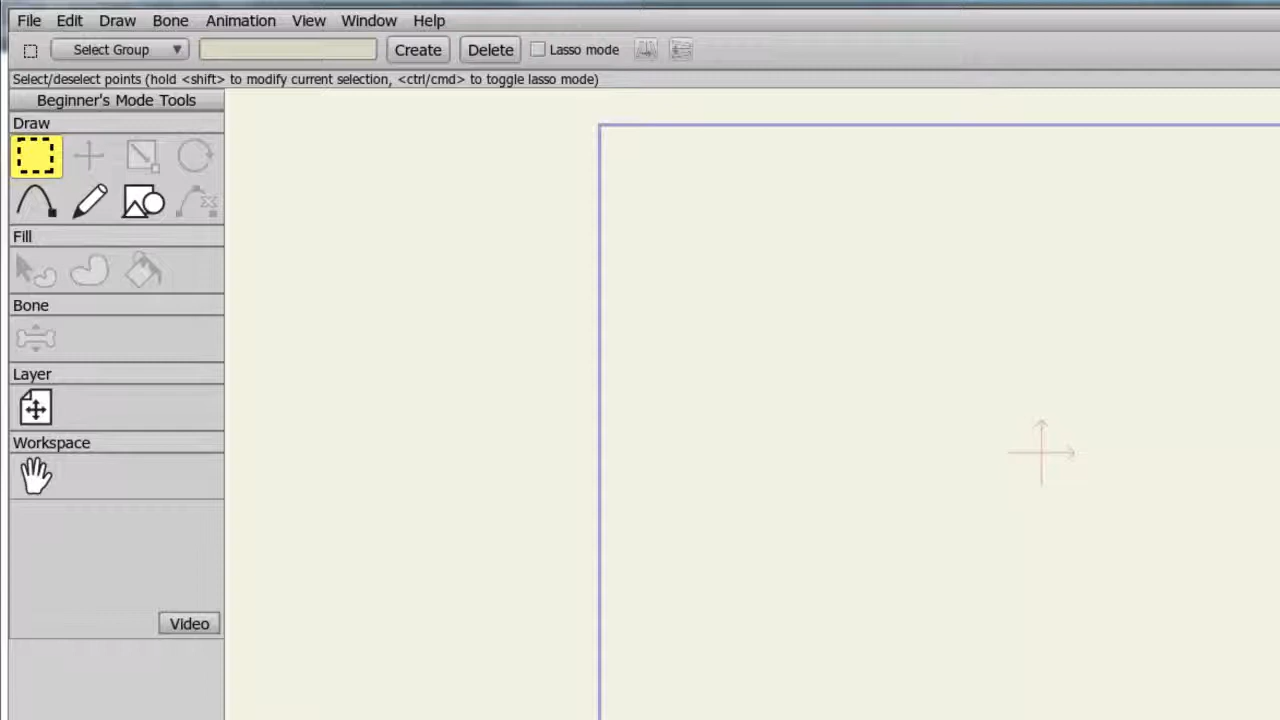 File Edit Draw Bone Animation View Window Help
Select Group Create Delete Lasso mode
Select/deselect points (hold <shift> to modify current selection, <ctrl/cmd> to toggle lasso mode)
Beginner's Mode Tools
Draw
Fill
Bone
Layer
Workspace
Video